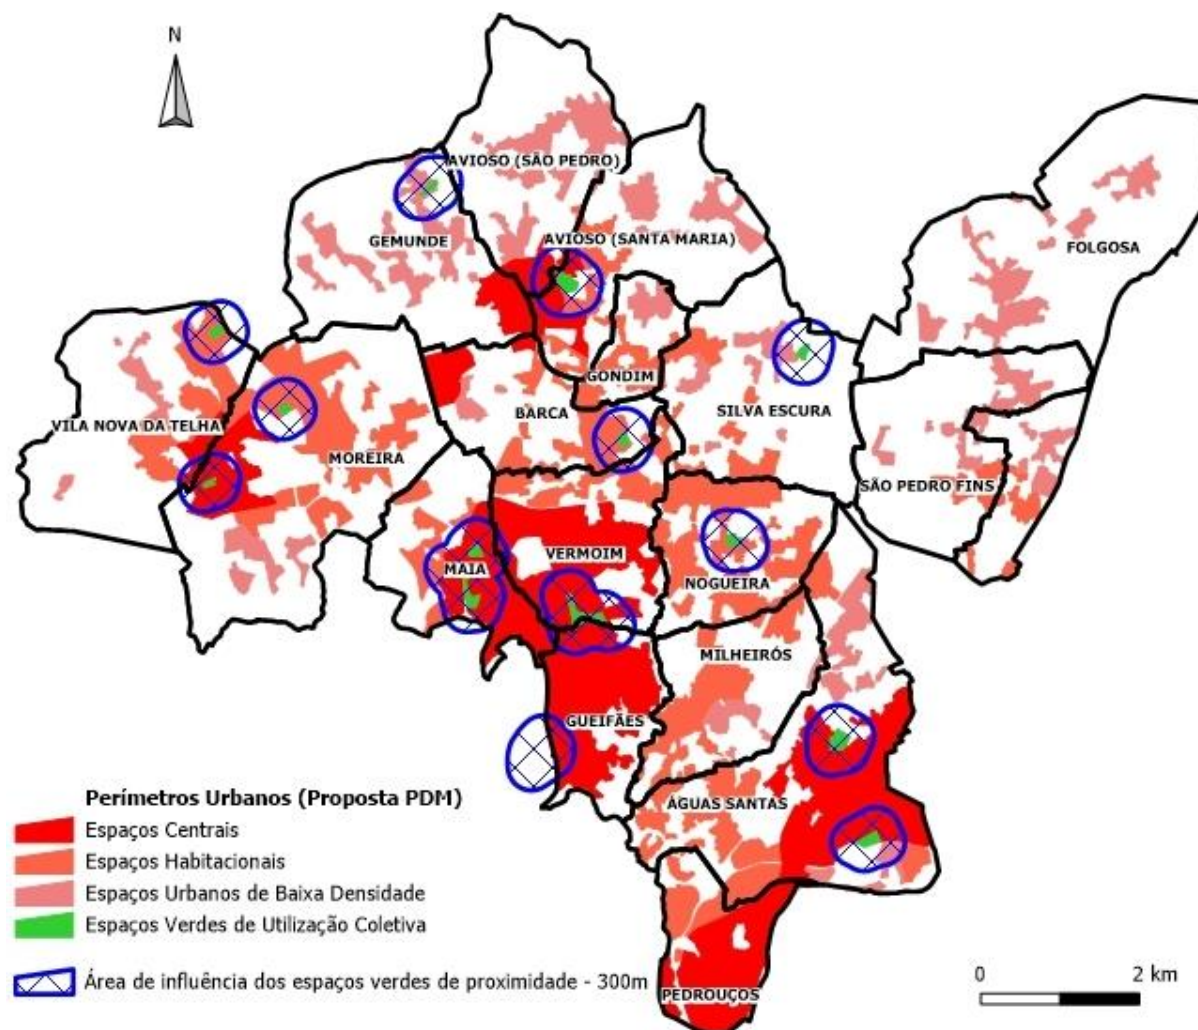 N
AVIOSO (SÃO PEDRO)
GEMUNDE
AVIOSO (SANTA MARIA)
FOLGOSA
GONDIM
BARCA
SILVA ESCURA
VILA NOVA DA TELHA
MOREIRA
SÃO PEDRO FINS
VERMOIM
MAIA
NOGUEIRA
MILHEIRÓS
GUEIFÃES
ÁGUAS SANTAS
PEDROUÇOS
Perímetros Urbanos (Proposta PDM)
Espaços Centrais
Espaços Habitacionais
Espaços Urbanos de Baixa Densidade
Espaços Verdes de Utilização Coletiva
Área de influência dos espaços verdes de proximidade - 300m
0 2 km